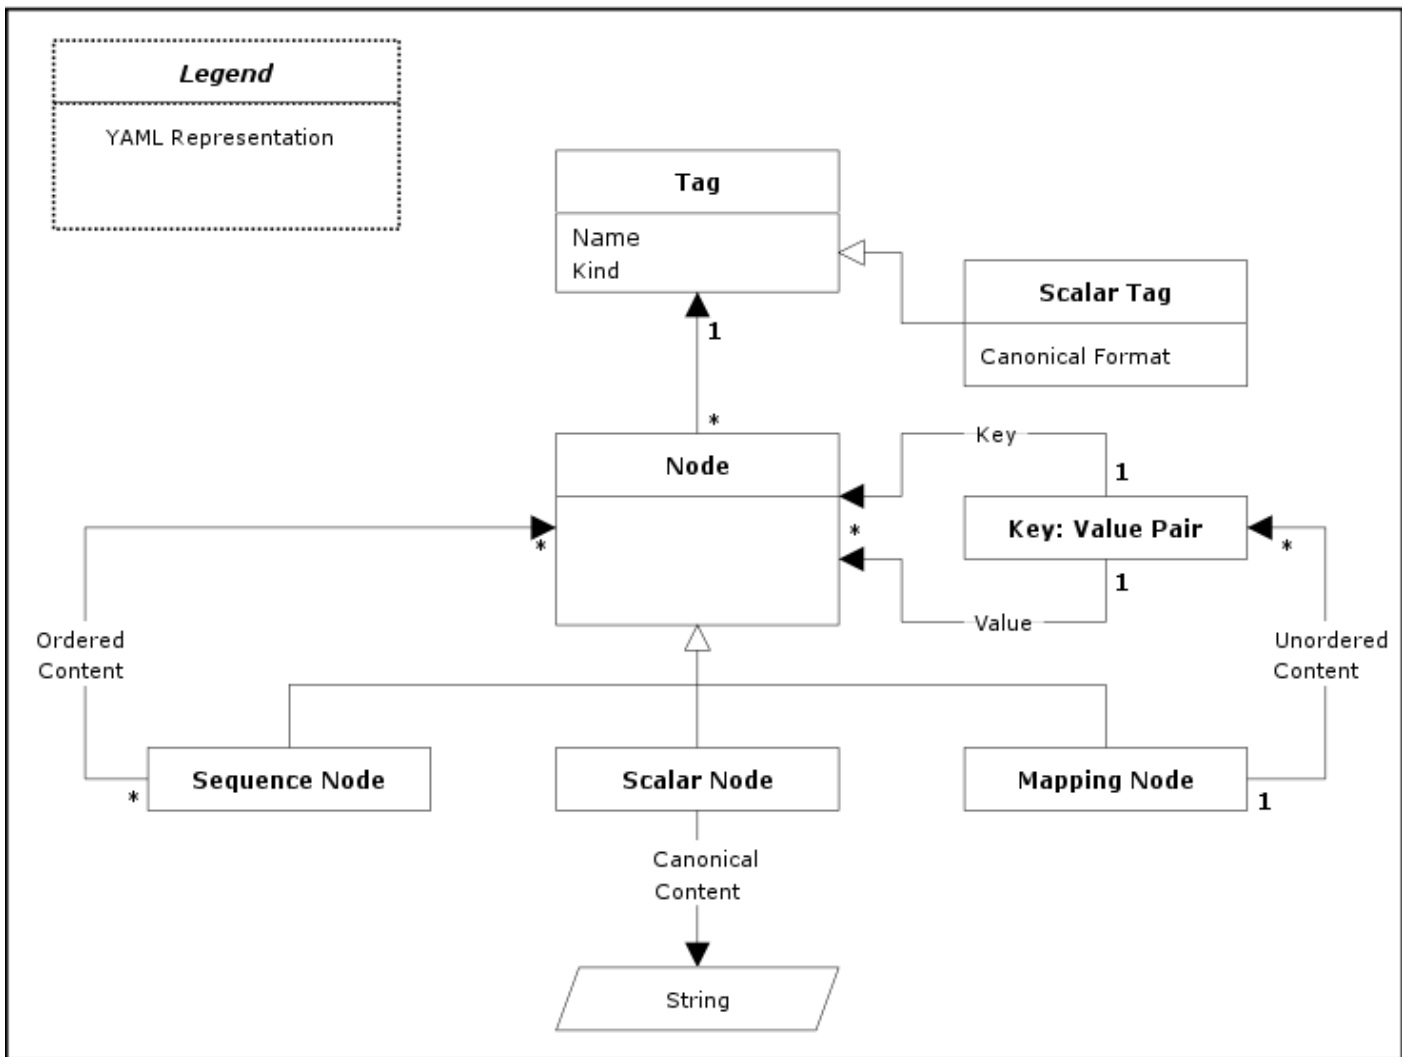 Legend
YAML Representation
Tag
Name
Kind
Scalar Tag
Canonical Format
1
*
Node
Key
1
*
*
Key: Value Pair
*
1
Value
Ordered
Content
Unordered
Content
Sequence Node
*
Scalar Node
Mapping Node
1
Canonical
Content
String